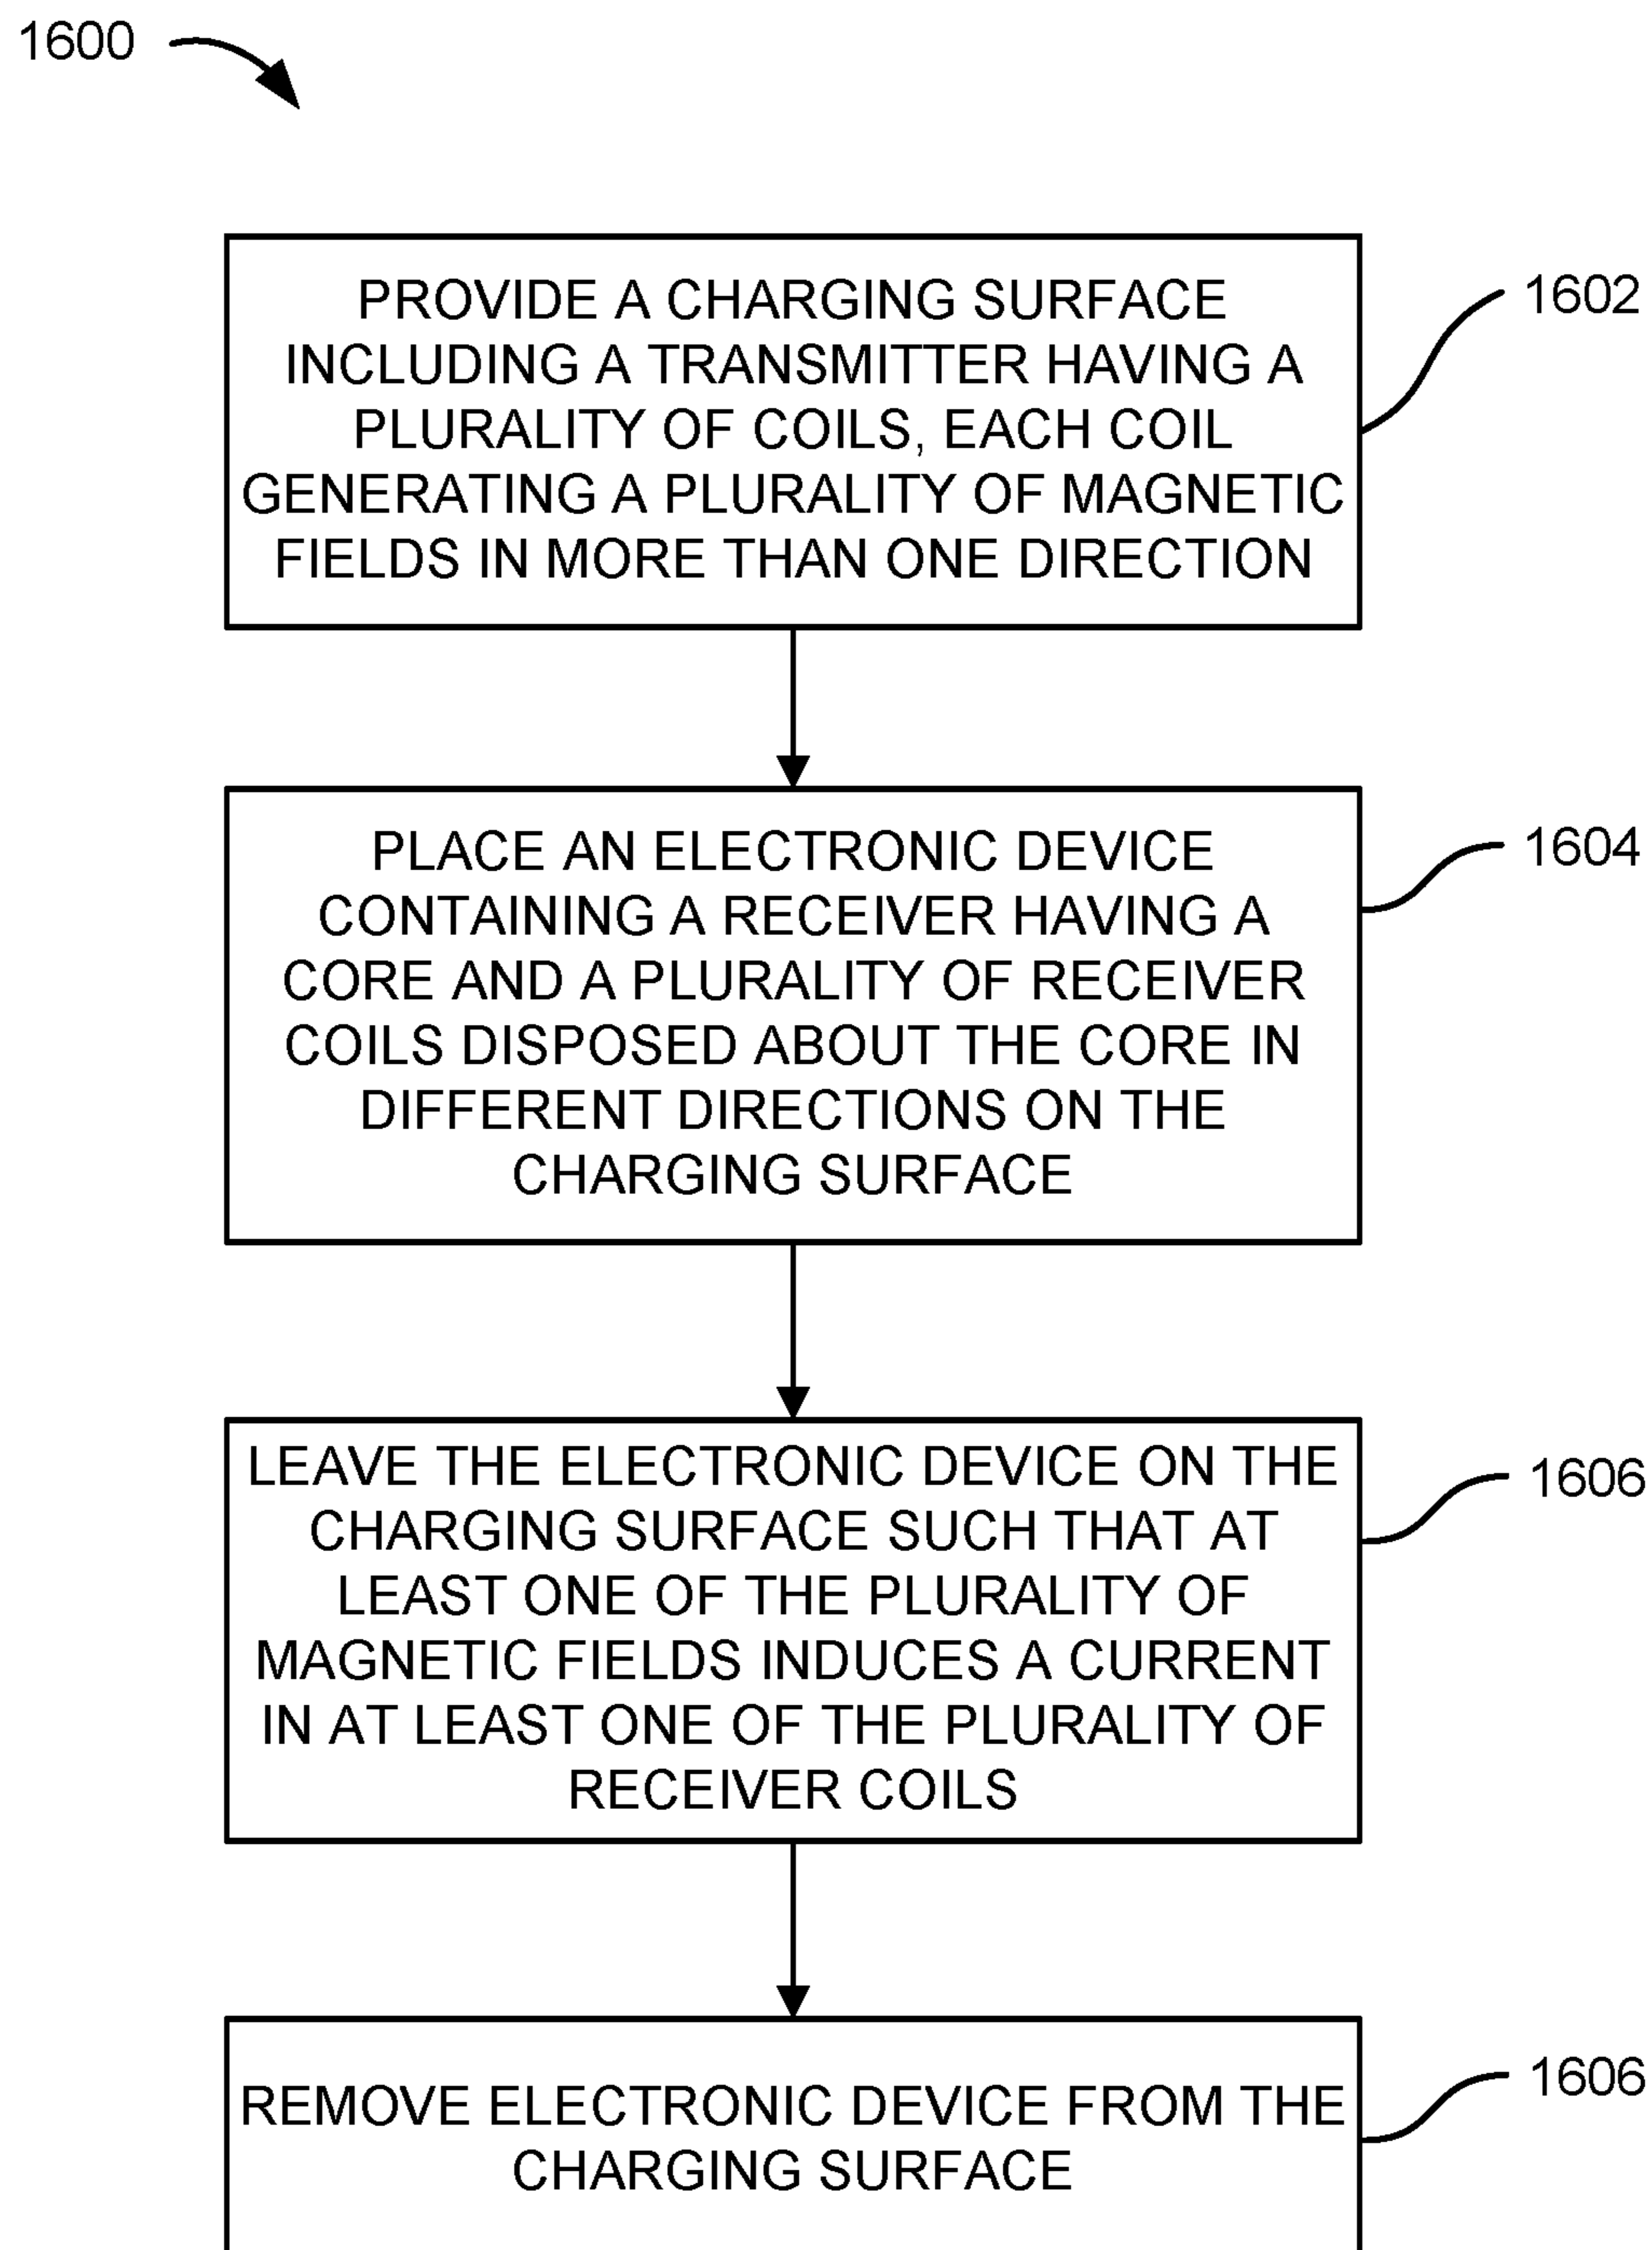 1600
PROVIDE A CHARGING SURFACE
INCLUDING A TRANSMITTER HAVING A
PLURALITY OF COILS, EACH COIL
GENERATING A PLURALITY OF MAGNETIC
FIELDS IN MORE THAN ONE DIRECTION
1602
PLACE AN ELECTRONIC DEVICE
CONTAINING A RECEIVER HAVING A
CORE AND A PLURALITY OF RECEIVER
COILS DISPOSED ABOUT THE CORE IN
DIFFERENT DIRECTIONS ON THE
CHARGING SURFACE
1604
LEAVE THE ELECTRONIC DEVICE ON THE
CHARGING SURFACE SUCH THAT AT
LEAST ONE OF THE PLURALITY OF
MAGNETIC FIELDS INDUCES A CURRENT
IN AT LEAST ONE OF THE PLURALITY OF
RECEIVER COILS
1606
REMOVE ELECTRONIC DEVICE FROM THE
CHARGING SURFACE
1606